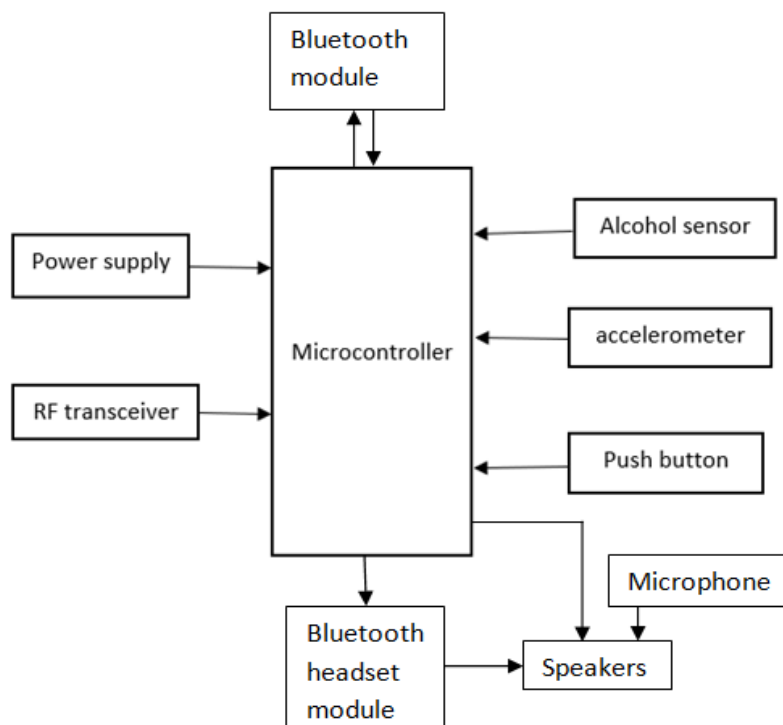 Bluetooth
module
Alcohol sensor
Power supply
accelerometer
Microcontroller
RF transceiver
Push button
Microphone
Bluetooth
headset
module
Speakers